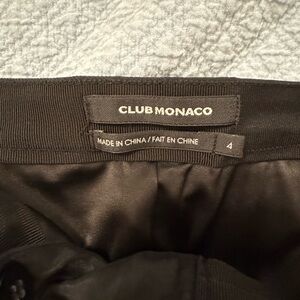 CLUB MONACO
MADE IN CHINA / FAIT EN CHINE
4